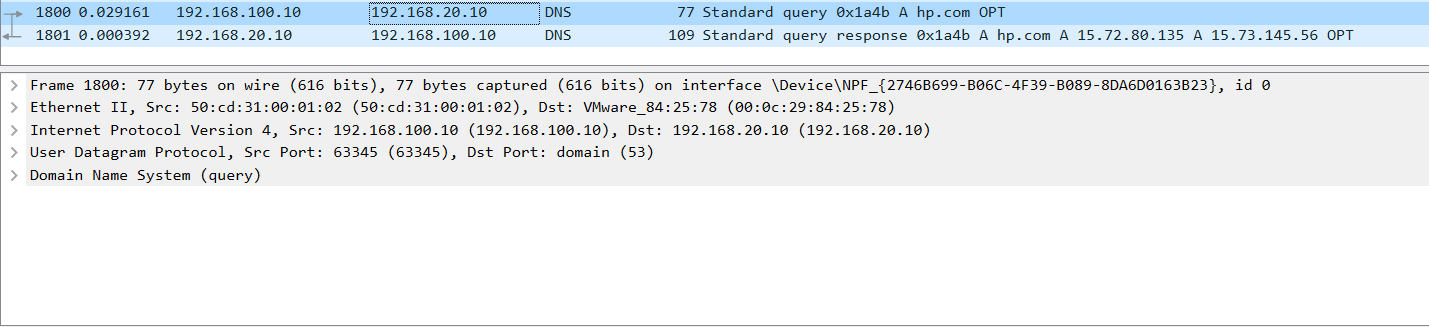 1800 0.029161 192.168.100.10 192.168.20.10 DNS 77 Standard query 0x1a4b A hp.com OPT
1801 0.000392 192.168.20.10 192.168.100.10 DNS 109 Standard query response 0x1a4b A hp.com A 15.72.80.135 A 15.73.145.56 OPT
Frame 1800: 77 bytes on wire (616 bits), 77 bytes captured (616 bits) on interface \Device\NPF_{2746B699-B06C-4F39-B089-8DA6D0163B23}, id 0
Ethernet II, Src: 50:cd:31:00:01:02 (50:cd:31:00:01:02), Dst: VMware_84:25:78 (00:0c:29:84:25:78)
Internet Protocol Version 4, Src: 192.168.100.10 (192.168.100.10), Dst: 192.168.20.10 (192.168.20.10)
User Datagram Protocol, Src Port: 63345 (63345), Dst Port: domain (53)
Domain Name System (query)